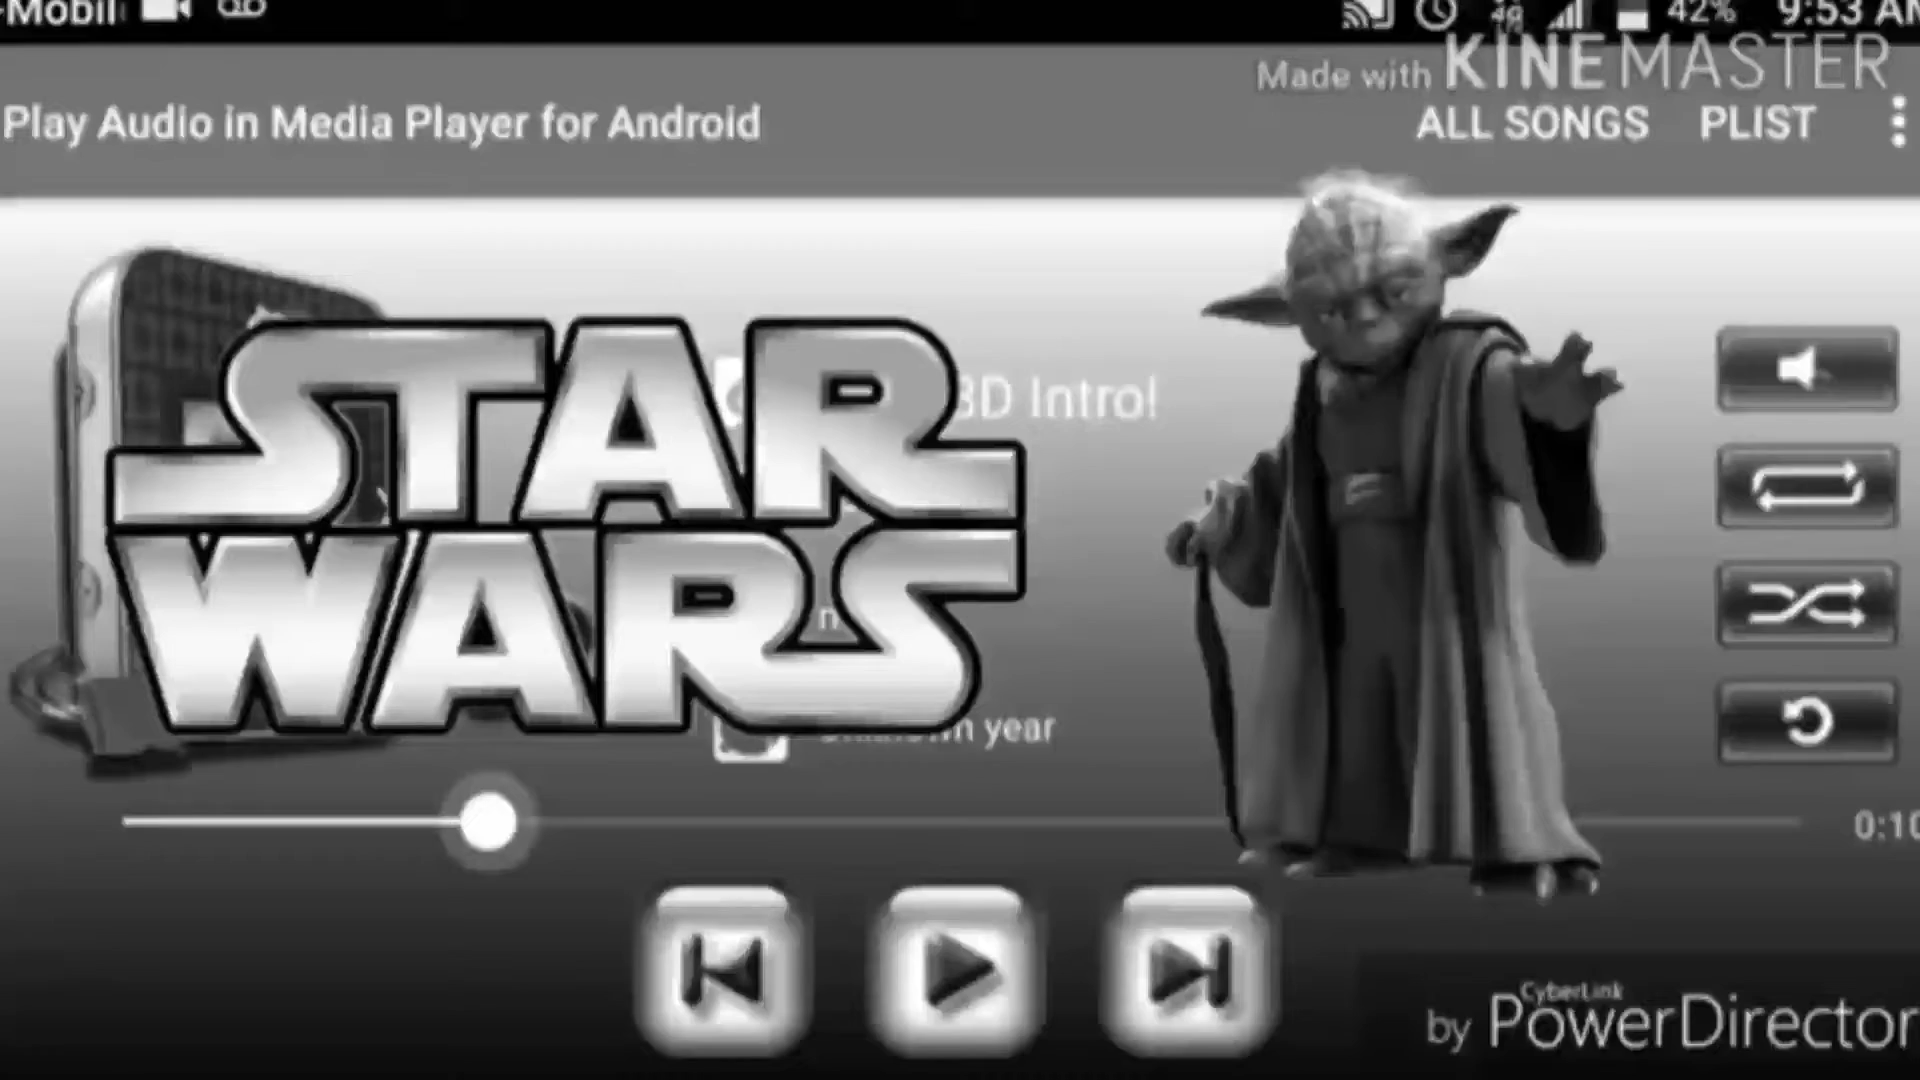 -Mobil
42% 9:53 AM
Made with KINEMASTER
Play Audio in Media Player for Android
ALL SONGS PLIST
STAR
WARS
3D Intro!
n year
0:10
CyberLink
by PowerDirector